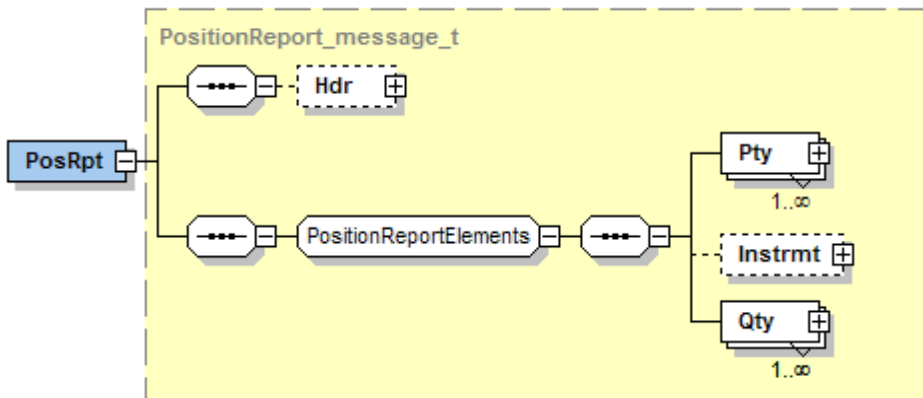 PositionReport_message_t
Hdr
PosRpt
Pty
1..∞
PositionReportElements
Instrmt
Qty
1..∞